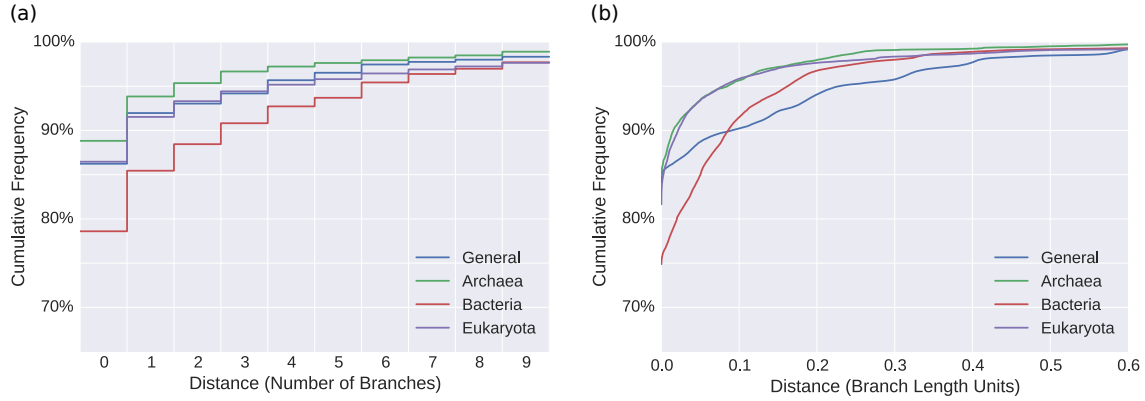 (a)
100%
90%
80%
70%
Cumulative Frequency
General
Archaea
Bacteria
Eukaryota
0 1 2 3 4 5 6 7 8 9
Distance (Number of Branches)
(b)
100%
90%
80%
70%
Cumulative Frequency
General
Archaea
Bacteria
Eukaryota
0.0 0.1 0.2 0.3 0.4 0.5 0.6
Distance (Branch Length Units)